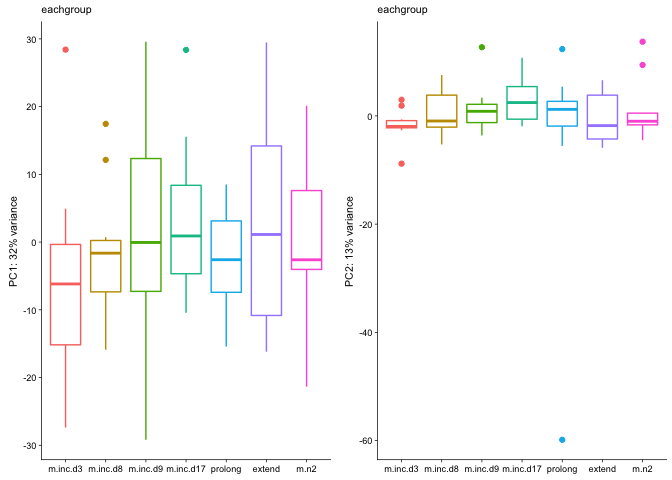 eachgroup
PC1: 32% variance
30
20
10
0
-10
-20
-30
m.inc.d3 m.inc.d8 m.inc.d9 m.inc.d17 prolong extend m.n2
eachgroup
PC2: 13% variance
0
-20
-40
-60
m.inc.d3 m.inc.d8 m.inc.d9 m.inc.d17 prolong extend m.n2